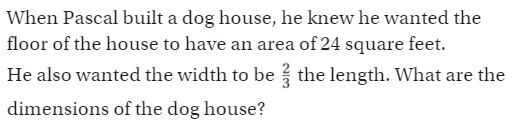 When Pascal built a dog house, he knew he wanted the
floor of the house to have an area of 24 square feet.
He also wanted the width to be 2/3 the length. What are the
dimensions of the dog house?